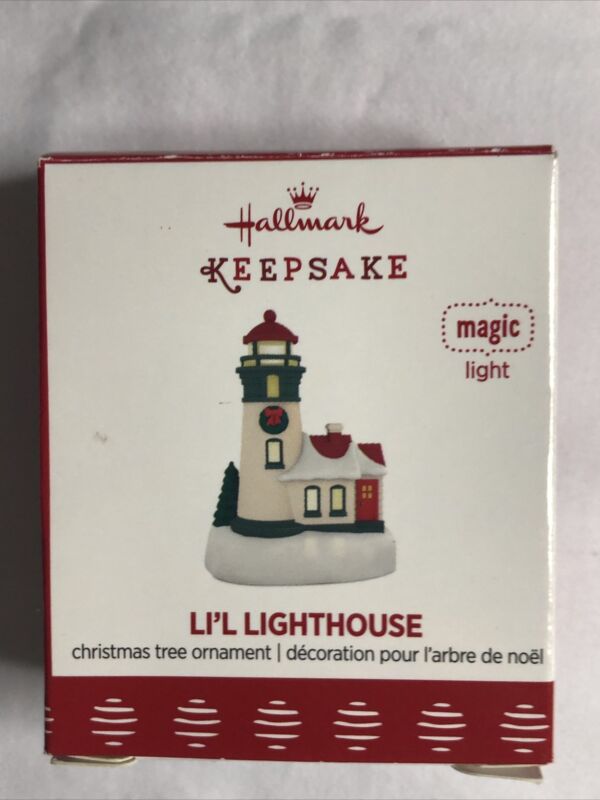 Hallmark
KEEPSAKE
magic
light
LI'L LIGHTHOUSE
christmas tree ornament | décoration pour l'arbre de noël